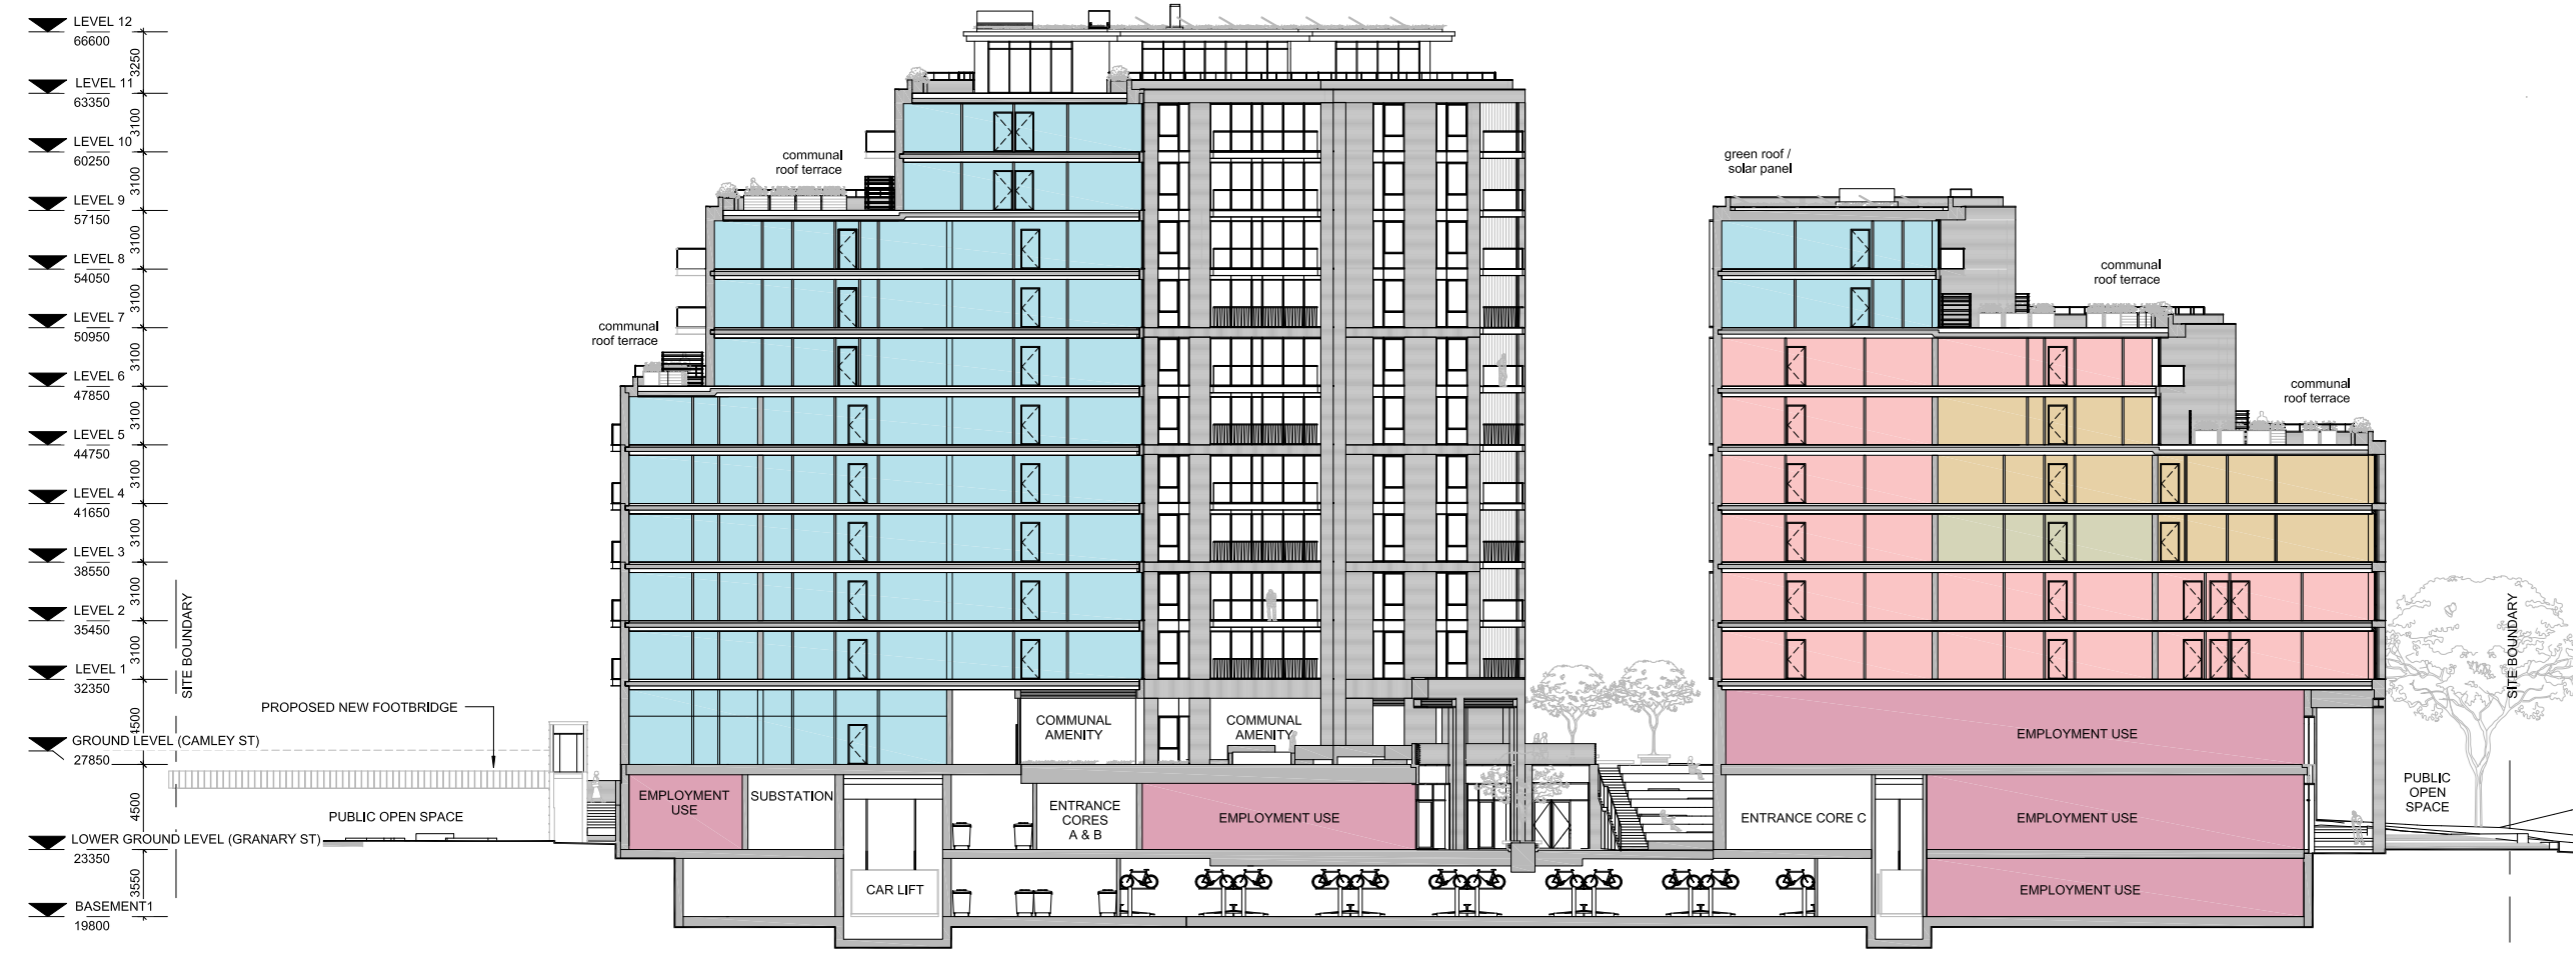 LEVEL 12
66600
3250
LEVEL 11
63350
3100
LEVEL 10
60250
3100
LEVEL 9
57150
3100
LEVEL 8
54050
3100
LEVEL 7
50950
3100
LEVEL 6
47850
3100
LEVEL 5
44750
3100
LEVEL 4
41650
3100
LEVEL 3
38550
3100
LEVEL 2
35450
3100
LEVEL 1
32350
4500
GROUND LEVEL (CAMLEY ST)
27850
4500
LOWER GROUND LEVEL (GRANARY ST)
23350
3550
BASEMENT1
19800
SITE BOUNDARY
PROPOSED NEW FOOTBRIDGE
PUBLIC OPEN SPACE
communal
roof terrace
communal
roof terrace
green roof /
solar panel
communal
roof terrace
communal
roof terrace
COMMUNAL
AMENITY
COMMUNAL
AMENITY
EMPLOYMENT USE
EMPLOYMENT
USE
SUBSTATION
ENTRANCE
CORES
A & B
EMPLOYMENT USE
ENTRANCE CORE C
EMPLOYMENT USE
CAR LIFT
EMPLOYMENT USE
PUBLIC
OPEN
SPACE
SITE BOUNDARY